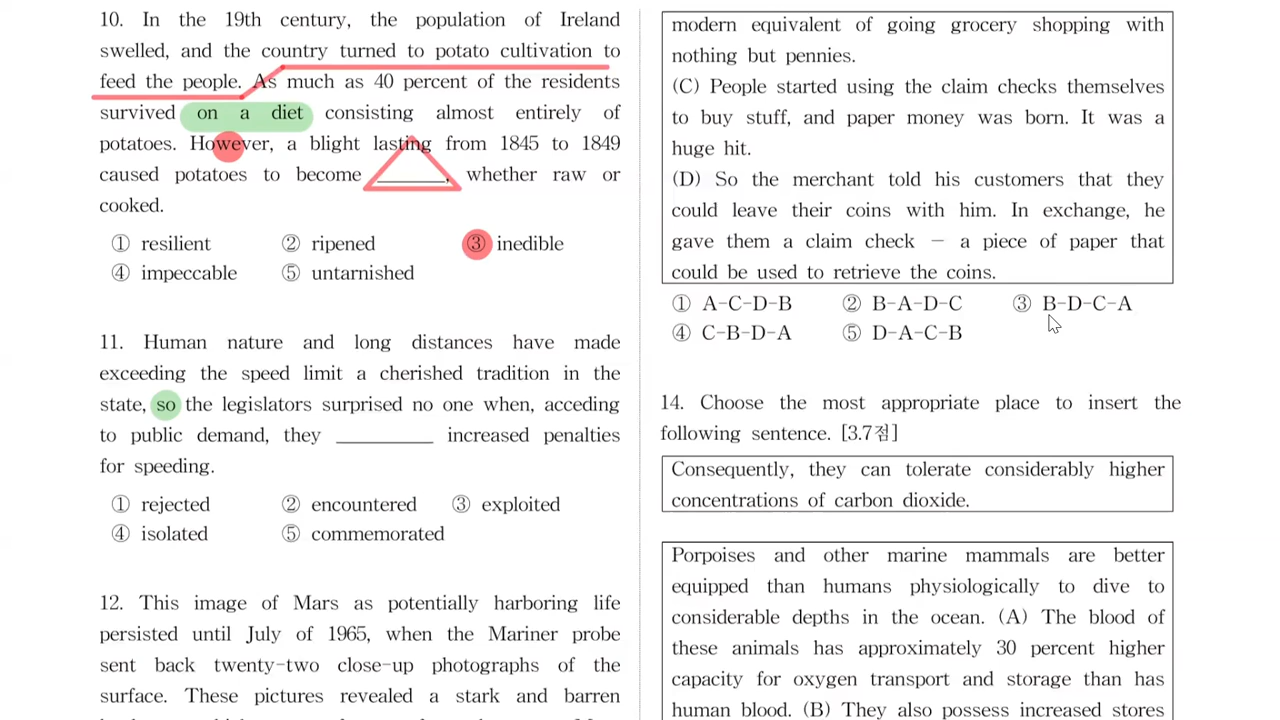 10. In the 19th century, the population of Ireland
swelled, and the country turned to potato cultivation to
feed the people. As much as 40 percent of the residents
survived on a diet consisting almost entirely of
potatoes. However, a blight lasting from 1845 to 1849
caused potatoes to become ________, whether raw or
cooked.
① resilient ② ripened ③ inedible
④ impeccable ⑤ untarnished
11. Human nature and long distances have made
exceeding the speed limit a cherished tradition in the
state, so the legislators surprised no one when, acceding
to public demand, they __________ increased penalties
for speeding.
① rejected ② encountered ③ exploited
④ isolated ⑤ commemorated
12. This image of Mars as potentially harboring life
persisted until July of 1965, when the Mariner probe
sent back twenty-two close-up photographs of the
surface. These pictures revealed a stark and barren
modern equivalent of going grocery shopping with
nothing but pennies.
(C) People started using the claim checks themselves
to buy stuff, and paper money was born. It was a
huge hit.
(D) So the merchant told his customers that they
could leave their coins with him. In exchange, he
gave them a claim check − a piece of paper that
could be used to retrieve the coins.
① A-C-D-B ② B-A-D-C ③ B-D-C-A
④ C-B-D-A ⑤ D-A-C-B
14. Choose the most appropriate place to insert the
following sentence. [3.7점]
Consequently, they can tolerate considerably higher
concentrations of carbon dioxide.
Porpoises and other marine mammals are better
equipped than humans physiologically to dive to
considerable depths in the ocean. (A) The blood of
these animals has approximately 30 percent higher
capacity for oxygen transport and storage than has
human blood. (B) They also possess increased stores